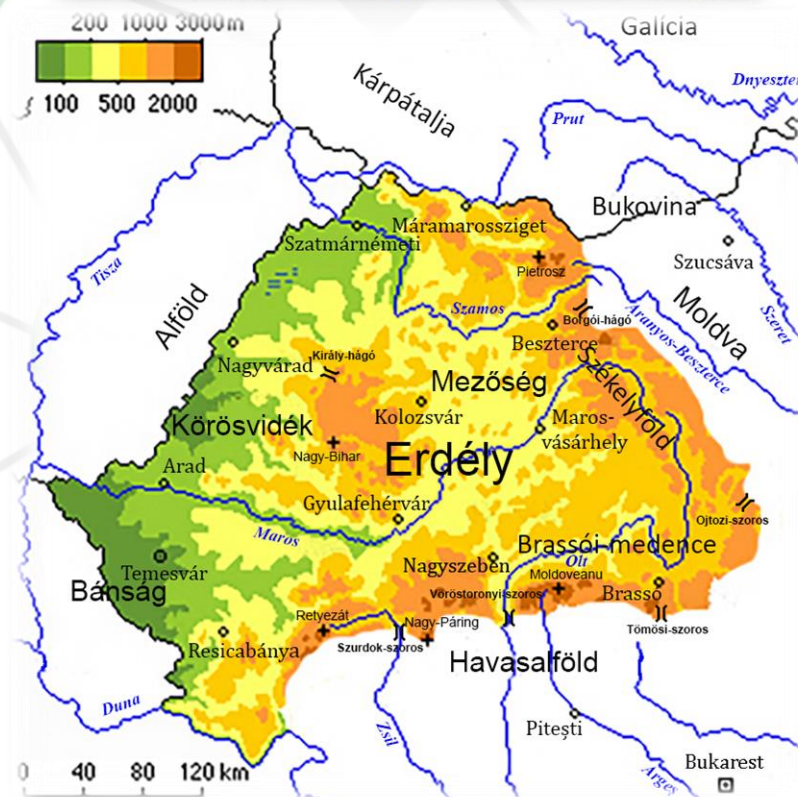 200 1000 3000m
100 500 2000
Galícia
Kárpátalja
Dnyeszter
Prut
Bukovina
Szucsáva
Máramarossziget
Szatmárnémeti
Pietrosz
Tisza
Alföld
Szamos
Borgói-hágó
Beszterce
Aranyos-Beszterce
Moldva
Szeret
Nagyvárad
Király-hágó
Mezőség
Székelyföld
Kolozsvár
Körösvidék
Maros-
vásárhely
Nagy-Bihar
Erdély
Arad
Gyulafehérvár
Maros
Ojtozi-szoros
Brassói-medence
Olt
Nagyszeben
Moldoveanu
Temesvár
Bánság
Vöröstoronyi-szoros
Brassó
Retyezát
Nagy-Páring
Tömösi-szoros
Resicabánya
Szurdok-szoros
Havasalföld
Duna
Zsil
Pitești
Bukarest
Argeș
0 40 80 120 km